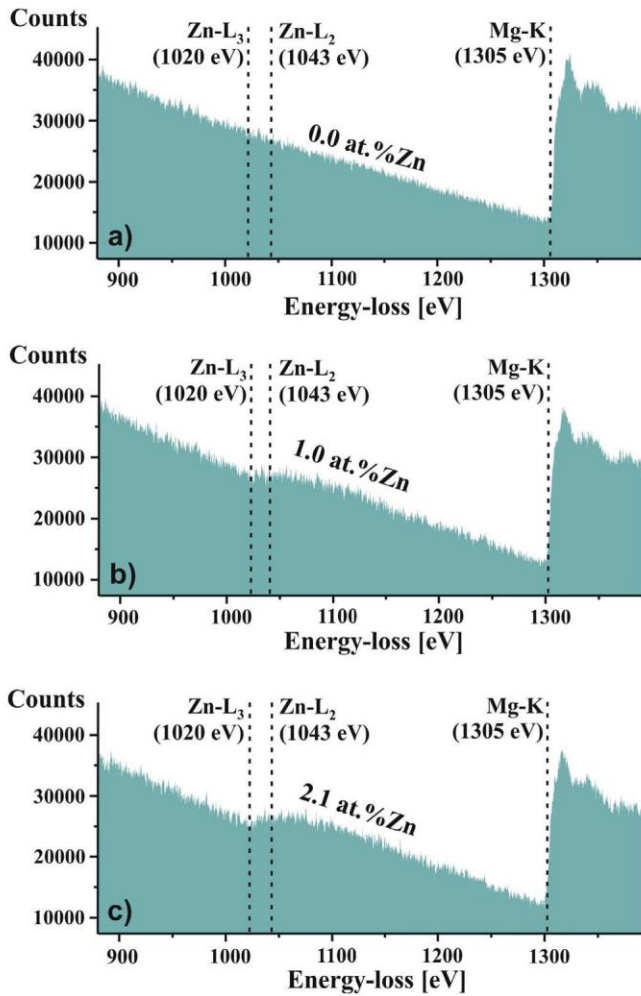 Counts
Zn-L₃ Zn-L₂ Mg-K
(1020 eV) (1043 eV) (1305 eV)
40000
30000
20000
10000
0.0 at.%Zn
a)
900 1000 1100 1200 1300
Energy-loss [eV]
Counts
Zn-L₃ Zn-L₂ Mg-K
(1020 eV) (1043 eV) (1305 eV)
40000
30000
20000
10000
1.0 at.%Zn
b)
900 1000 1100 1200 1300
Energy-loss [eV]
Counts
Zn-L₃ Zn-L₂ Mg-K
(1020 eV) (1043 eV) (1305 eV)
40000
30000
20000
10000
2.1 at.%Zn
c)
900 1000 1100 1200 1300
Energy-loss [eV]